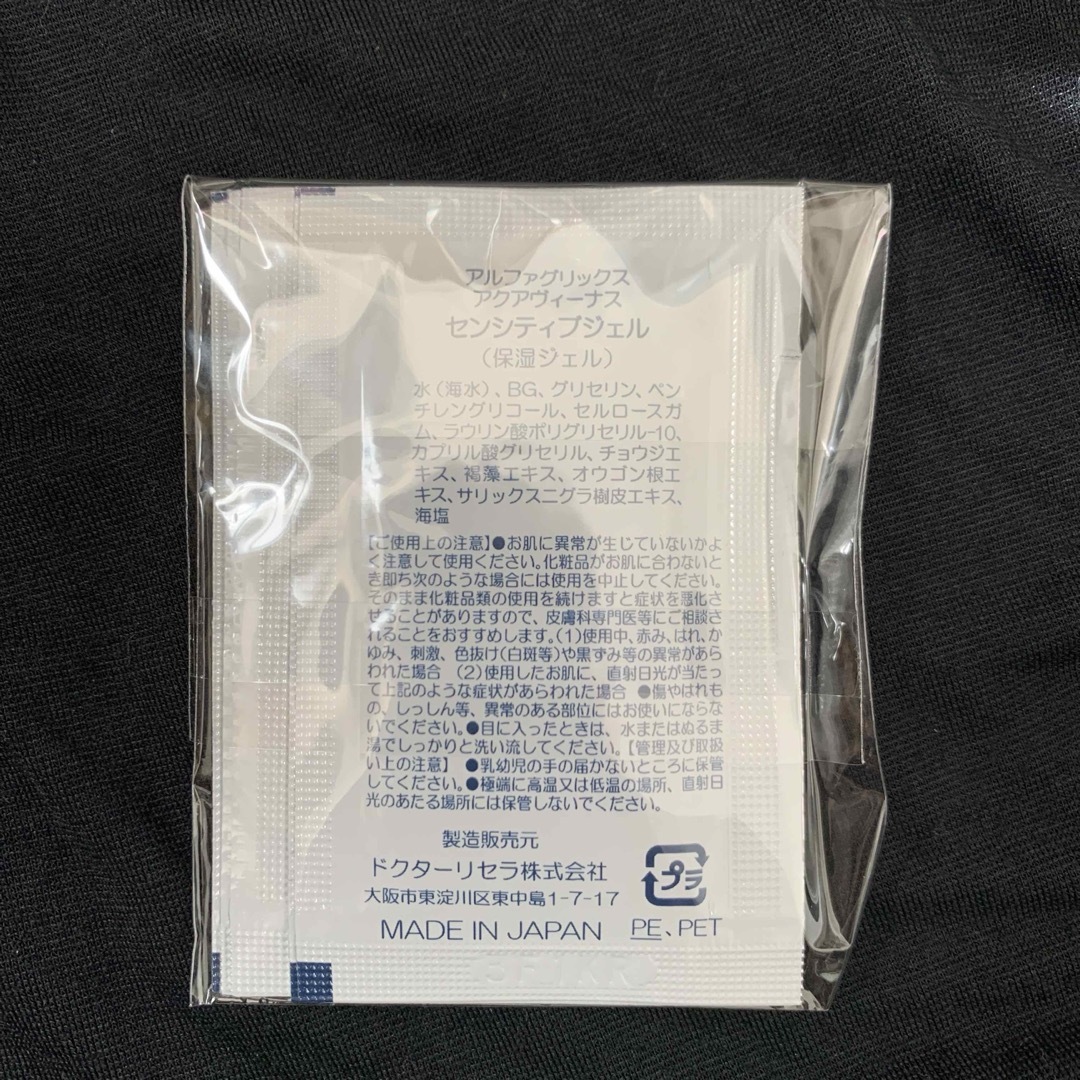 アルファグリックス
アクアヴィーナス
センシティブジェル
（保湿ジェル）
水（海水）、BG、グリセリン、ペン
チレングリコール、セルロースガ
ム、ラウリン酸ポリグリセリル-10、
カプリル酸グリセリル、チョウジエ
キス、褐藻エキス、オウゴン根エ
キス、サリックスニグラ樹皮エキス、
海塩
【ご使用上の注意】●お肌に異常が生じていないかよ
く注意して使用ください。化粧品がお肌に合わないと
き即ち次のような場合には使用を中止してください。
そのまま化粧品類の使用を続けますと症状を悪化さ
せることがありますので、皮膚科専門医等にご相談さ
れることをおすすめします。（1）使用中、赤み、はれ、か
ゆみ、刺激、色抜け（白斑等）や黒ずみ等の異常があら
われた場合 （2）使用したお肌に、直射日光が当たっ
て上記のような症状があらわれた場合 ●傷やはれも
の、しっしん等、異常のある部位にはお使いにならな
いでください。●目に入ったときは、水またはぬるま
湯でしっかりと洗い流してください。【管理及び取扱
い上の注意】 ●乳幼児の手の届かないところに保管
してください。●極端に高温又は低温の場所、直射日
光のあたる場所には保管しないでください。
製造販売元
ドクターリセラ株式会社
大阪市東淀川区東中島1-7-17
プラ
MADE IN JAPAN PE、PET